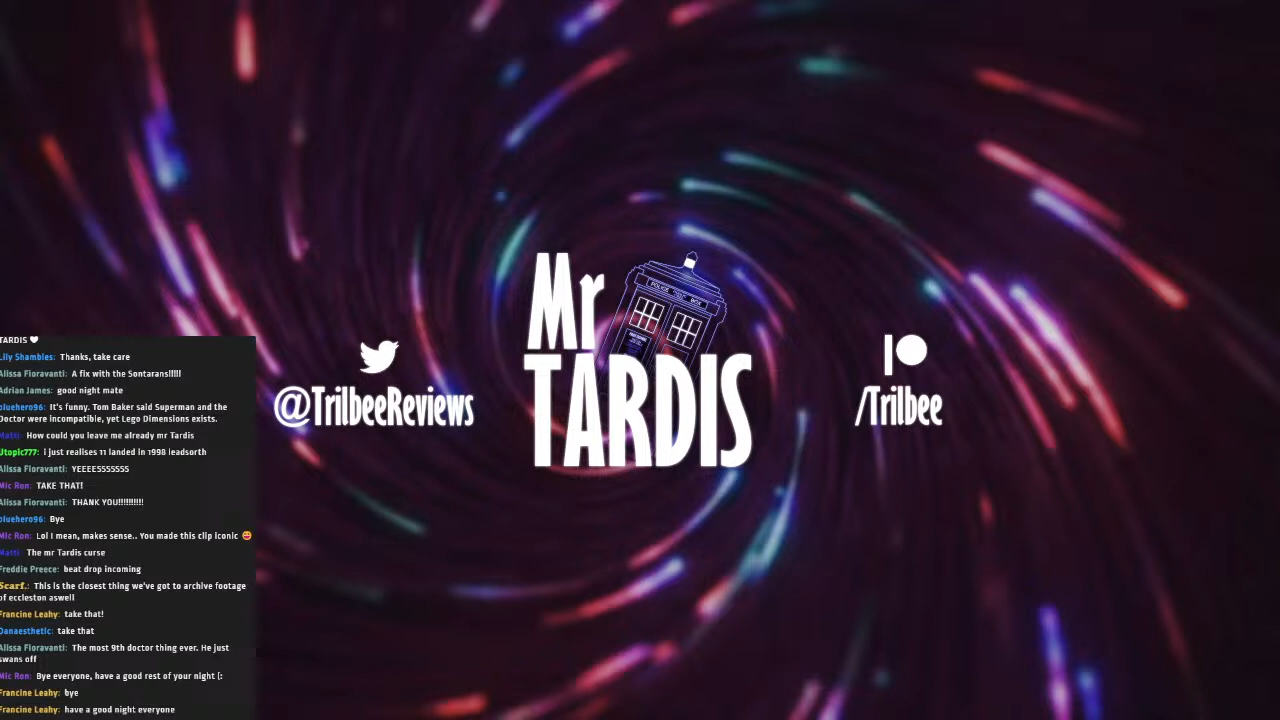 Mr
TARDIS
POLICE BOX
@TrilbeeReviews
/Trilbee
TARDIS
Lily Shambles: Thanks, take care
Alissa Fioravanti: A fix with the Sontarans!!!!!
Adrian James: good night mate
bluehero96: It's funny. Tom Baker said Superman and the
Doctor were incompatible, yet Lego Dimensions exists.
Matti: How could you leave me already mr Tardis
Utopic777: i just realises 11 landed in 1998 leadsorth
Alissa Fioravanti: YEEEESSSSSSS
Mic Ron: TAKE THAT!
Alissa Fioravanti: THANK YOU!!!!!!!!!!
bluehero96: Bye
Mic Ron: Lol I mean, makes sense.. You made this clip iconic 😄
Matti: The mr Tardis curse
Freddie Preece: beat drop incoming
Scarf.: This is the closest thing we've got to archive footage
of eccleston aswell
Francine Leahy: take that!
Danaesthetic: take that
Alissa Fioravanti: The most 9th doctor thing ever. He just
swans off
Mic Ron: Bye everyone, have a good rest of your night (:
Francine Leahy: bye
Francine Leahy: have a good night everyone